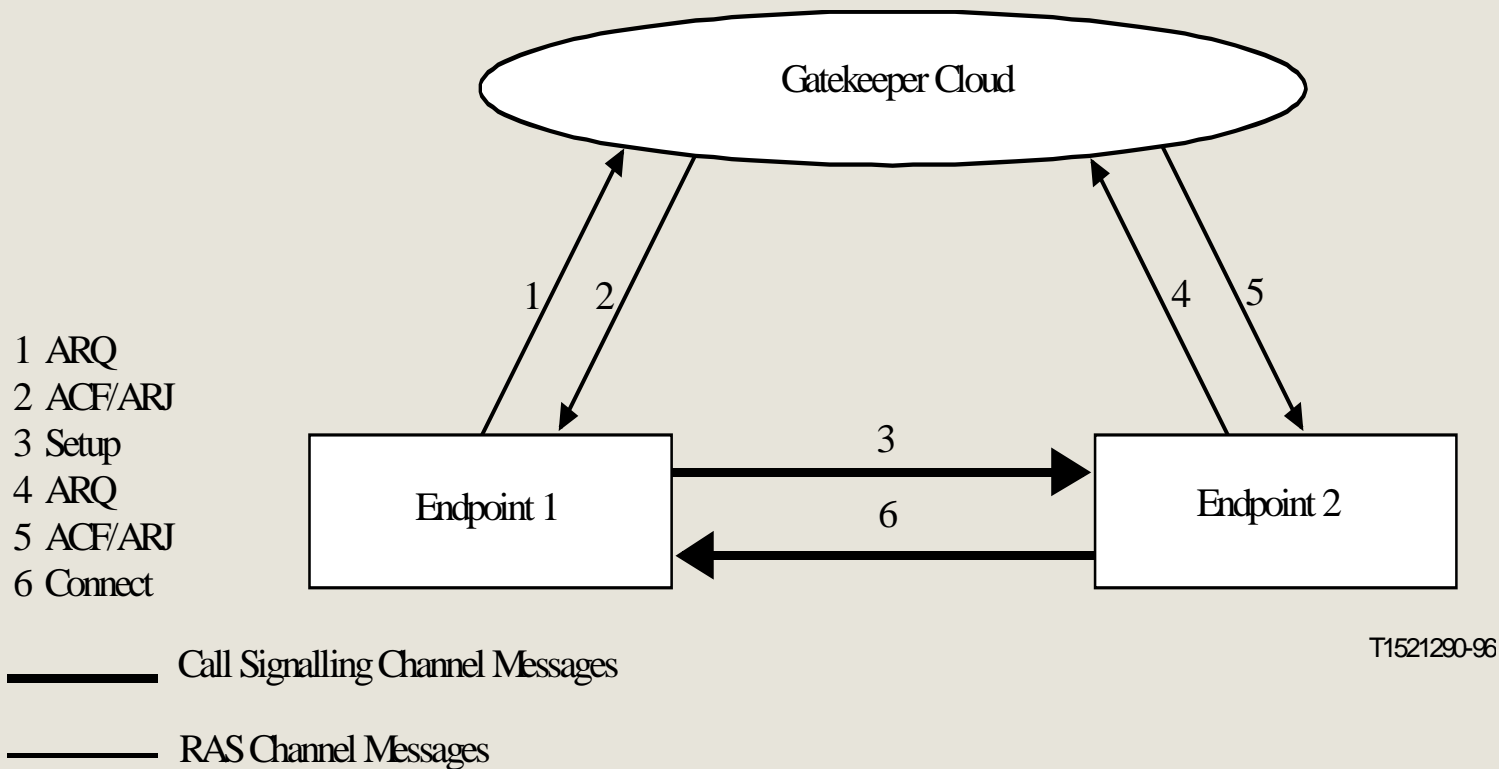 Gatekeeper Cloud
1
2
4
5
1 ARQ
2 ACF/ARJ
3 Setup
4 ARQ
5 ACF/ARJ
6 Connect
3
Endpoint 1
Endpoint 2
6
T1521290-96
Call Signalling Channel Messages
RAS Channel Messages